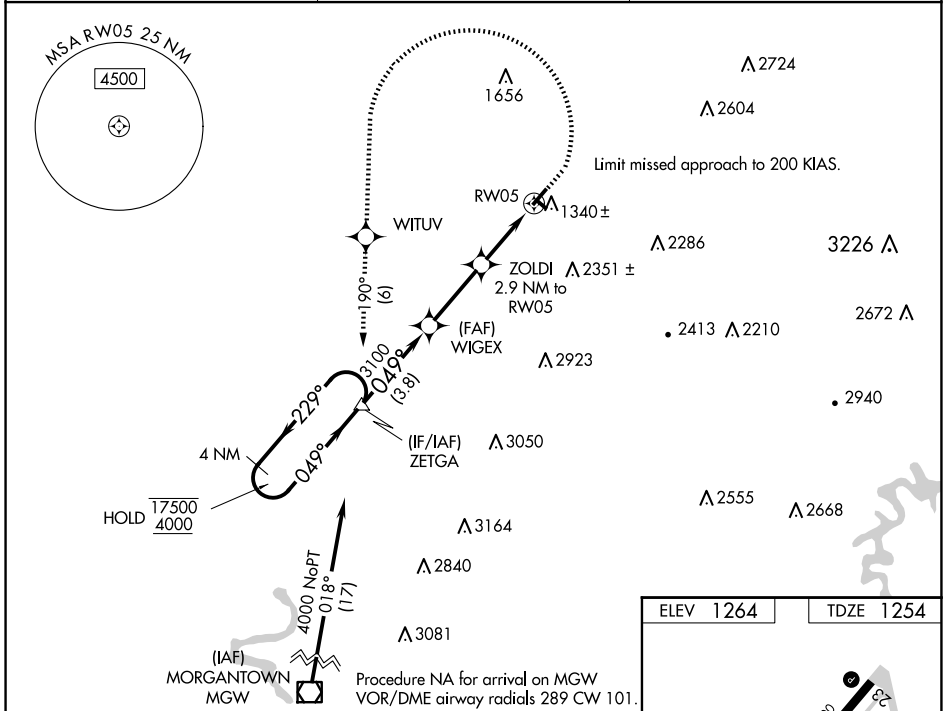 MSA RW05 25 NM
4500
1656
2724
2604
Limit missed approach to 200 KIAS.
RW05
1340 ±
WITUV
2286
3226
ZOLDI
2.9 NM to
RW05
2351 ±
190°
(6)
2672
(FAF)
WIGEX
2413
2210
3100
049°
(3.8)
2923
2940
229°
049°
4 NM
(IF/IAF)
ZETGA
3050
HOLD 17500
4000
2555
2668
3164
4000 NoPT
018°
(17)
2840
3081
ELEV 1264
TDZE 1254
(IAF)
MORGANTOWN
MGW
Procedure NA for arrival on MGW
VOR/DME airway radials 289 CW 101.
23